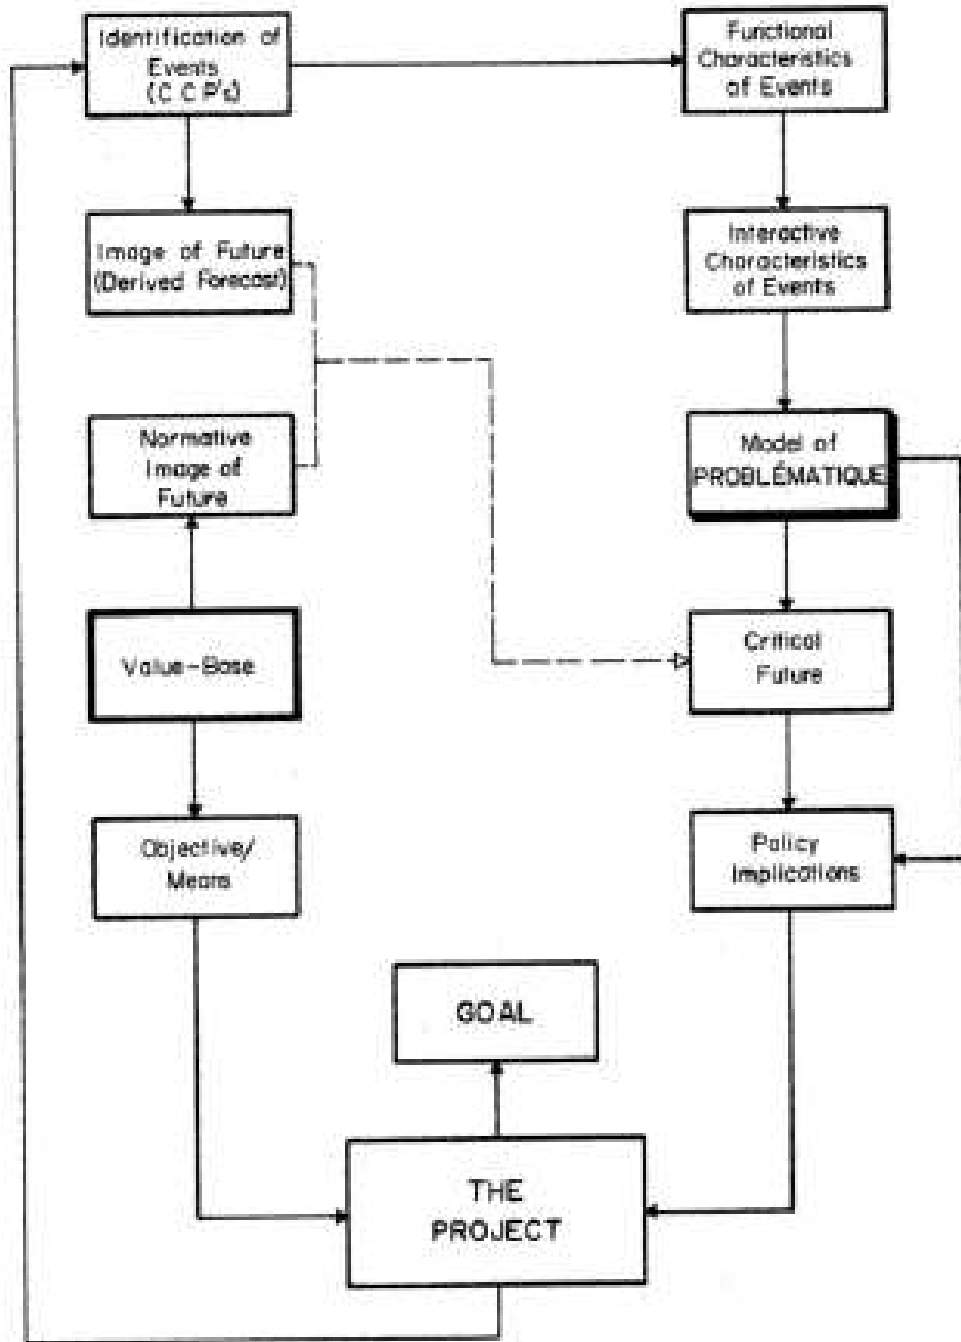 Identification of
Events
(C C P's)
Functional
Characteristics
of Events
Image of Future
(Derived Forecast)
Interactive
Characteristics
of Events
Normative
Image of
Future
Model of
PROBLÉMATIQUE
Value-Base
Critical
Future
Objective/
Means
Policy
Implications
GOAL
THE
PROJECT